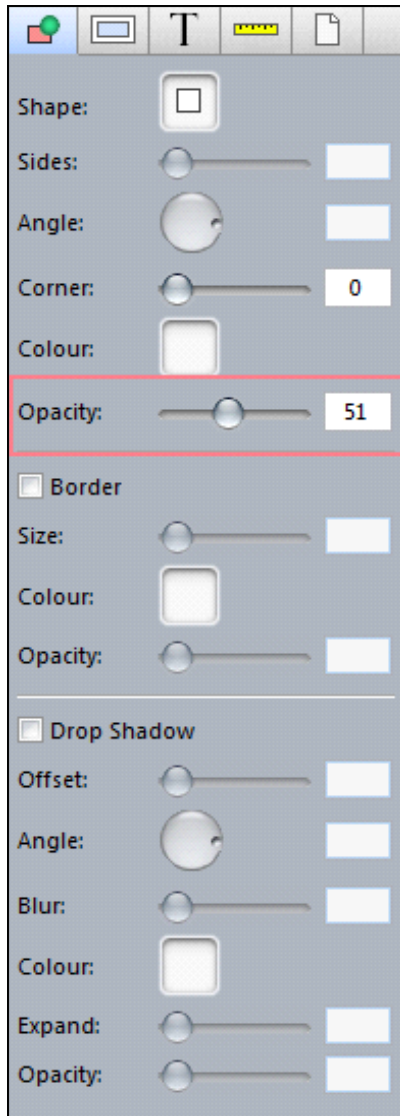 T
Shape:
Sides:
Angle:
Corner: 0
Colour:
Opacity: 51
Border
Size:
Colour:
Opacity:
Drop Shadow
Offset:
Angle:
Blur:
Colour:
Expand:
Opacity: